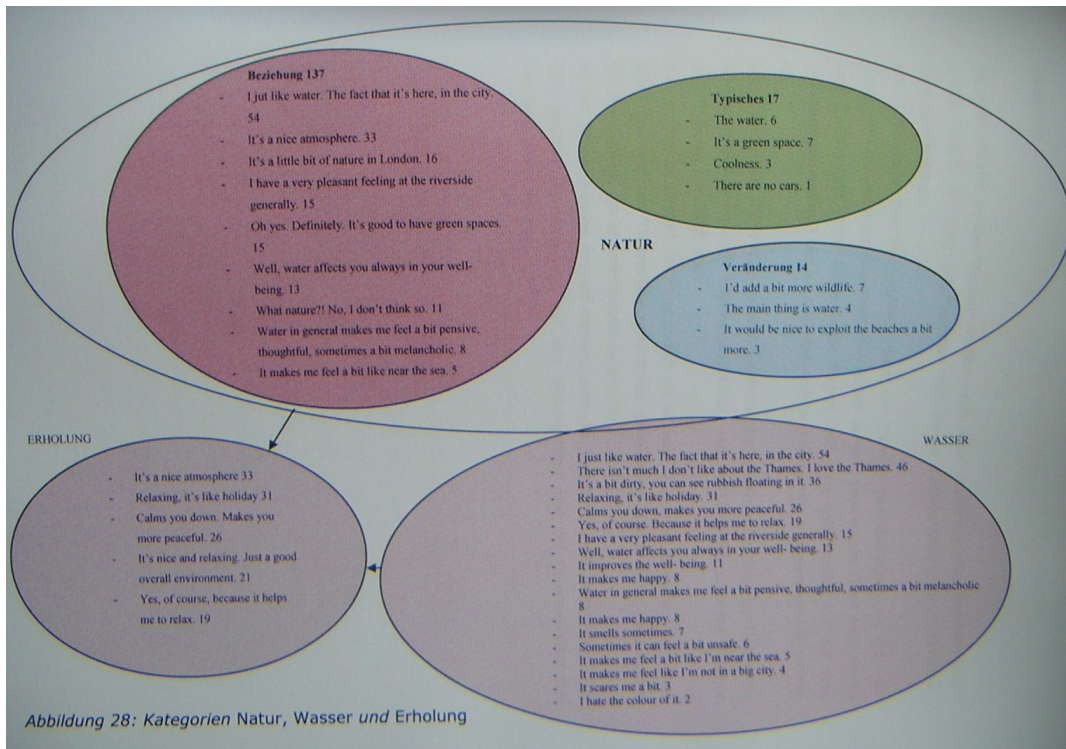 Beziehung 137
- I jut like water. The fact that it's here, in the city.
54
- It's a nice atmosphere. 33
- It's a little bit of nature in London. 16
- I have a very pleasant feeling at the riverside
generally. 15
- Oh yes. Definitely. It's good to have green spaces.
15
- Well, water affects you always in your well-
being. 13
- What nature?! No, I don't think so. 11
- Water in general makes me feel a bit pensive,
thoughtful, sometimes a bit melancholic. 8
- It makes me feel a bit like near the sea. 5
Typisches 17
- The water. 6
- It's a green space. 7
- Coolness. 3
- There are no cars. 1
NATUR
Veränderung 14
- I'd add a bit more wildlife. 7
- The main thing is water. 4
- It would be nice to exploit the beaches a bit
more. 3
ERHOLUNG
- It's a nice atmosphere 33
- Relaxing, it's like holiday 31
- Calms you down. Makes you
more peaceful. 26
- It's nice and relaxing. Just a good
overall environment. 21
- Yes, of course, because it helps
me to relax. 19
WASSER
- I just like water. The fact that it's here, in the city. 54
- There isn't much I don't like about the Thames. I love the Thames. 46
- It's a bit dirty, you can see rubbish floating in it. 36
- Relaxing, it's like holiday. 31
- Calms you down, makes you more peaceful. 26
- Yes, of course. Because it helps me to relax. 19
- I have a very pleasant feeling at the riverside generally. 15
- Well, water affects you always in your well- being. 13
- It improves the well- being. 11
- It makes me happy. 8
- Water in general makes me feel a bit pensive, thoughtful, sometimes a bit melancholic
8
- It makes me happy. 8
- It smells sometimes. 7
- Sometimes it can feel a bit unsafe. 6
- It makes me feel a bit like I'm near the sea. 5
- It makes me feel like I'm not in a big city. 4
- It scares me a bit. 3
- I hate the colour of it. 2
Abbildung 28: Kategorien Natur, Wasser und Erholung